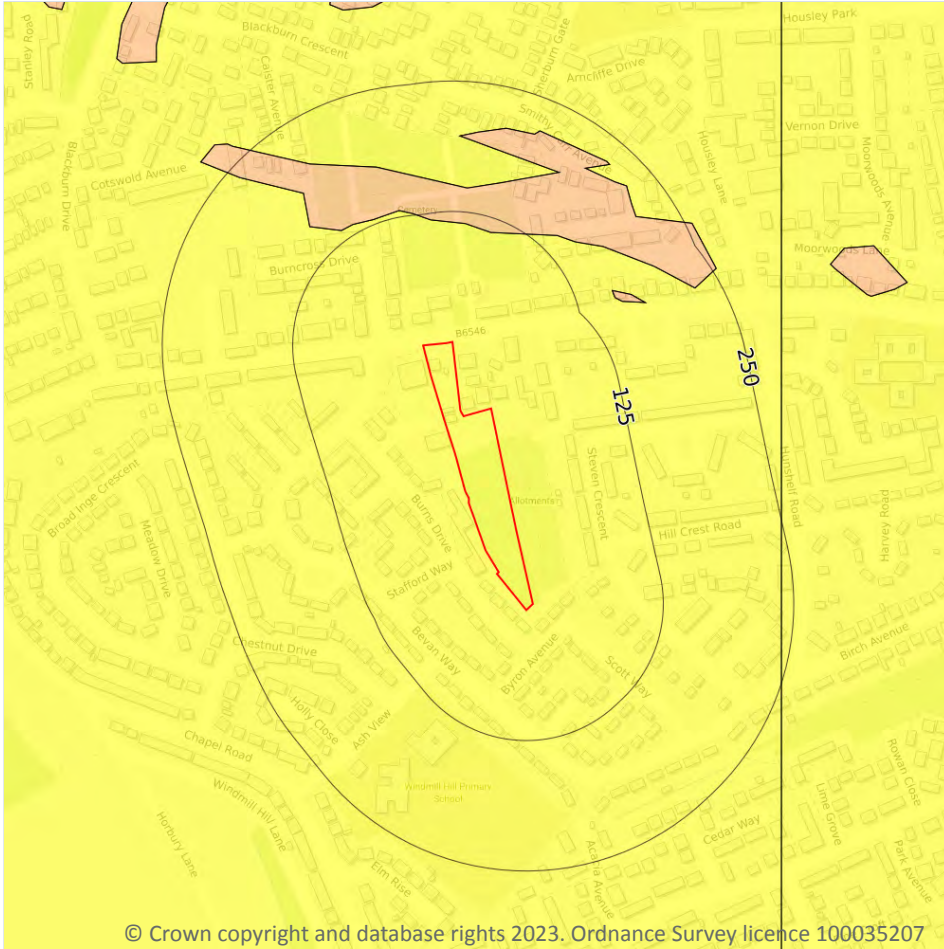 Housley Park
Stanley Road
Blackburn Crescent
Sherburn Gate
Calster Avenue
Arncliffe Drive
Smithy
Vernon Drive
Housley Lane
Moorwoods Avenue
Blackburn Drive
Cotswold Avenue
Cemetery
Moorwoods Lane
Burncross Drive
B6546
250
125
Broad Inge Crescent
Steven Crescent
Hunshelf Road
Allotments
Burns Drive
Harvey Road
Meadow Drive
Hill Crest Road
Stafford Way
Bevan Way
Byron Avenue
Scott Way
Birch Avenue
Chestnut Drive
Holly Close
Ash View
Chapel Road
Windmill Hill Primary
School
Windmill Hill Lane
Rowan Close
Lime Grove
Cedar Way
Horbury Lane
Elm Rise
Acacia Avenue
Park Avenue
© Crown copyright and database rights 2023. Ordnance Survey licence 100035207